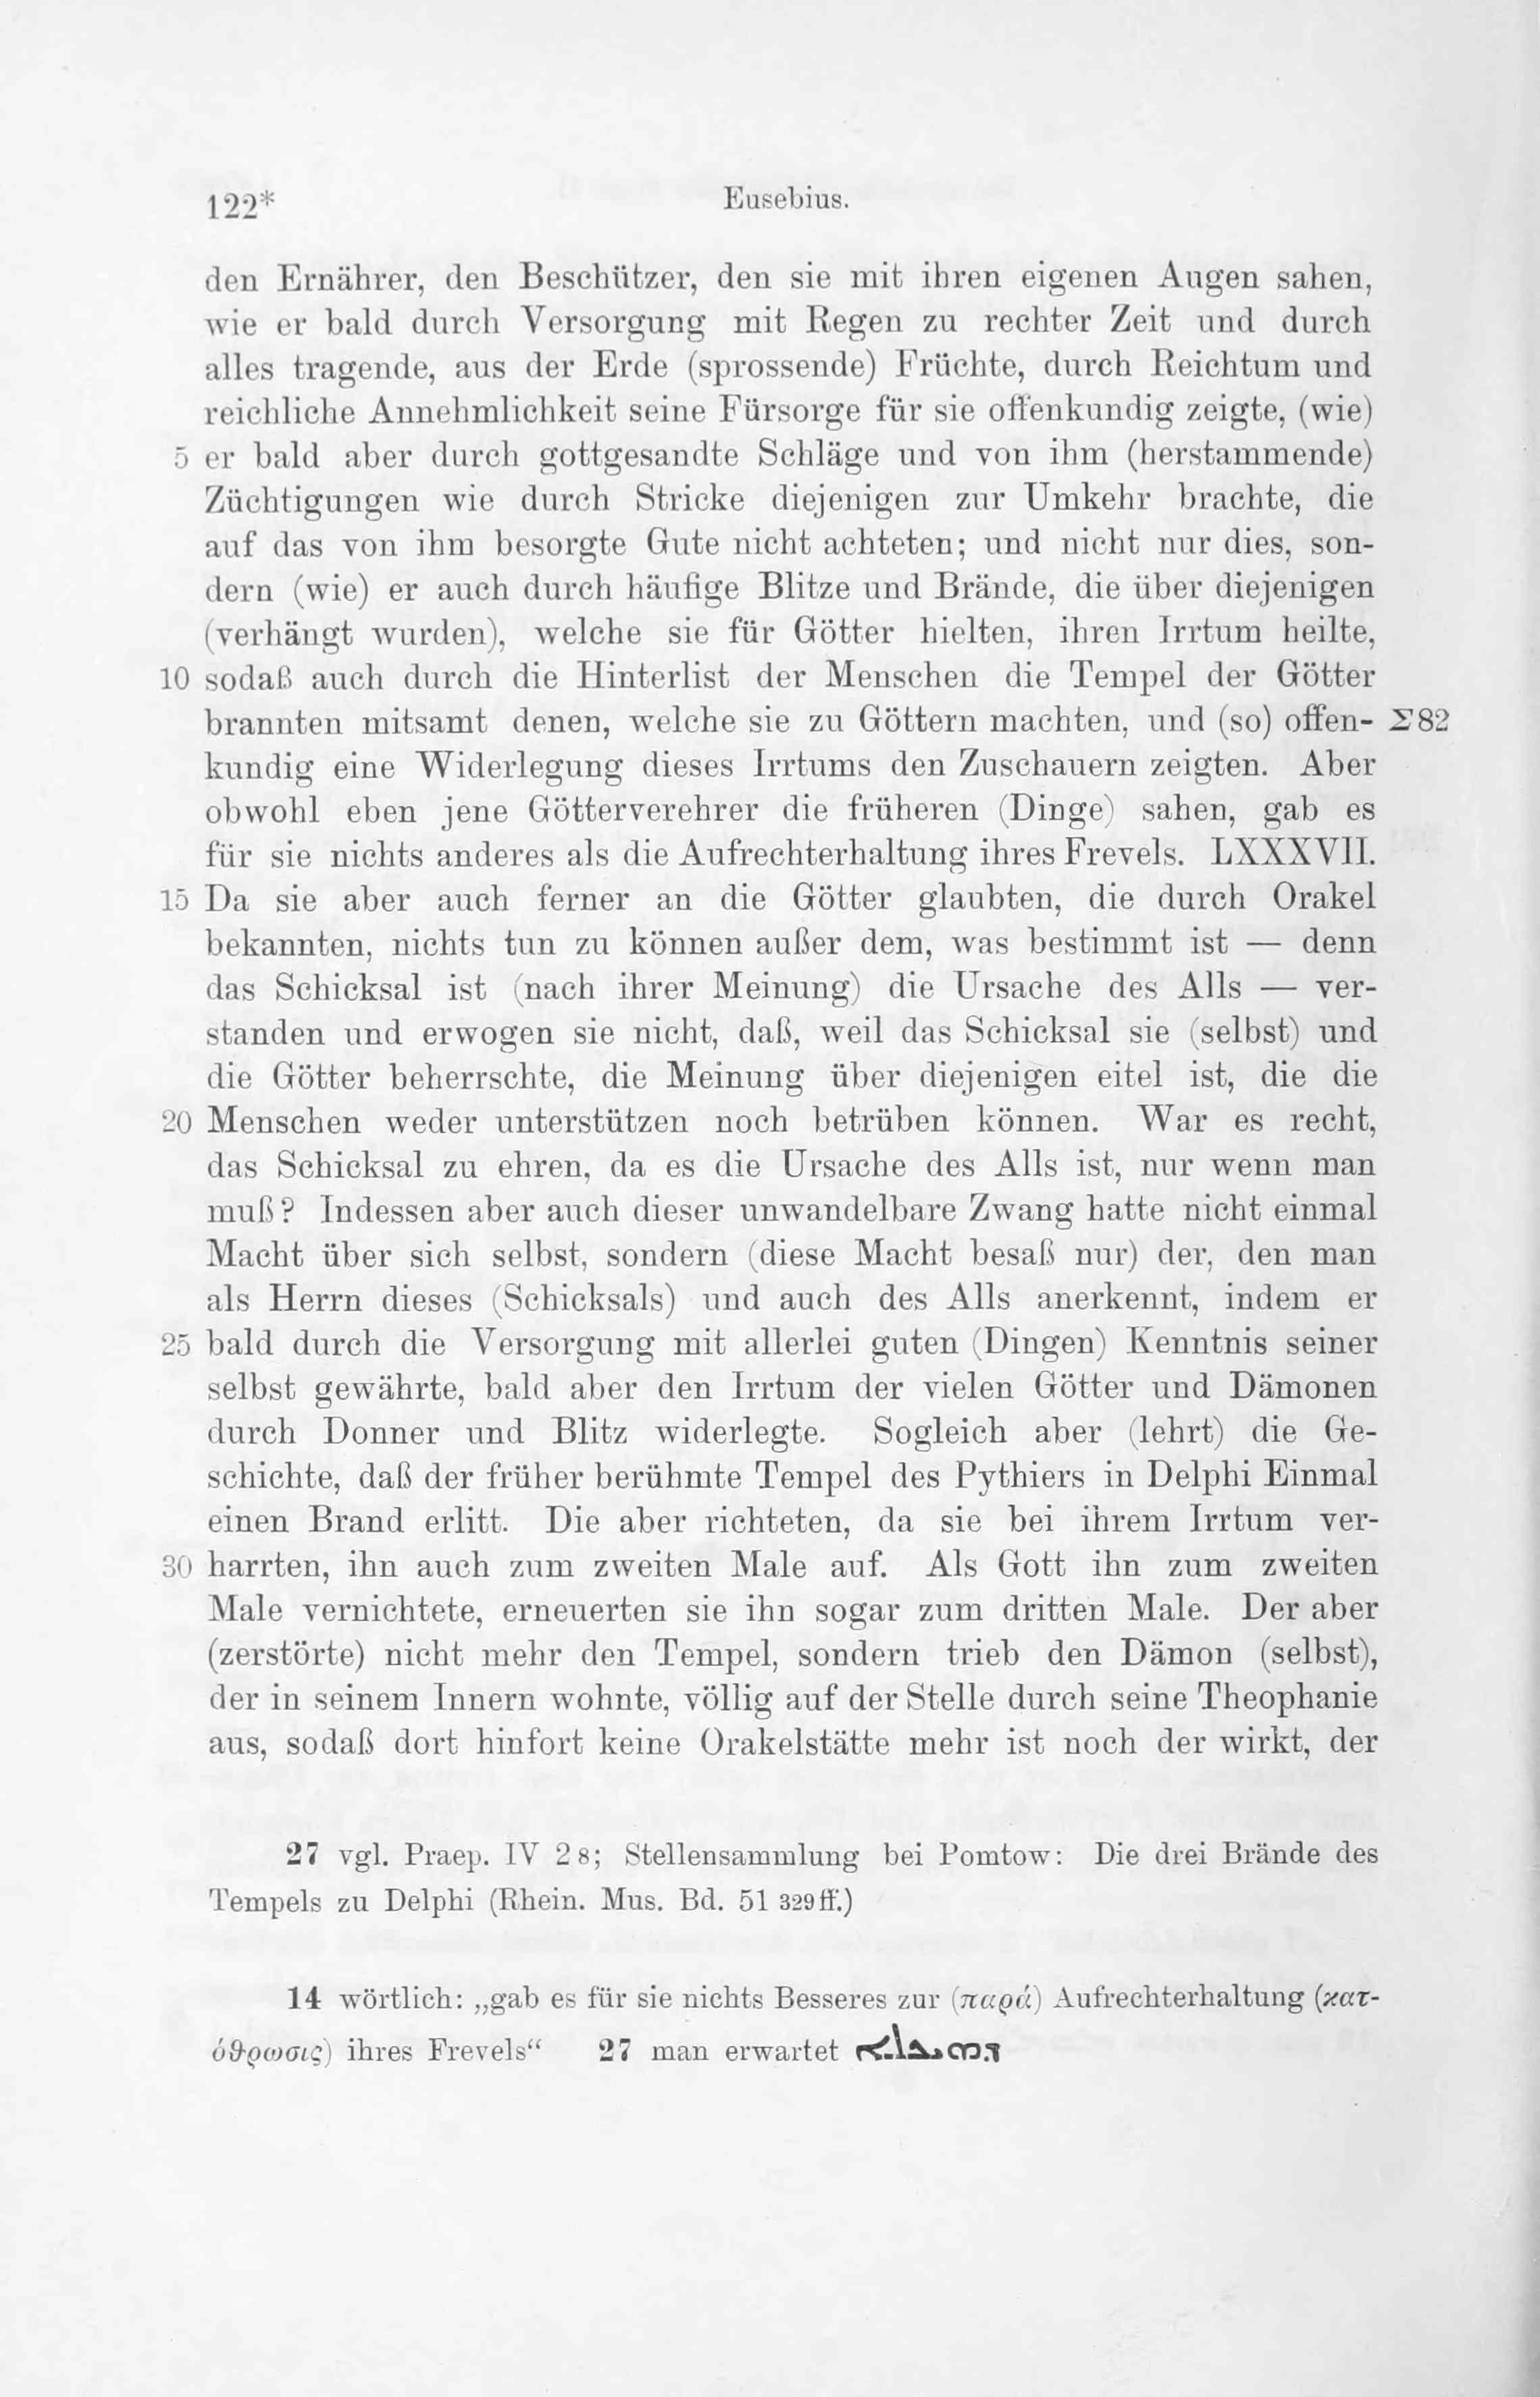 122*
Eusebius.
den Ernährer, den Beschützer, den sie mit ihren eigenen Augen sahen,
wie er bald durch Versorgung mit Regen zu rechter Zeit und durch
alles tragende, aus der Erde (sprossende) Früchte, durch Reichtum und
reichliche Annehmlichkeit seine Fürsorge für sie offenkundig zeigte, (wie)
5 er bald aber durch gottgesandte Schläge und von ihm (herstammende)
Züchtigungen wie durch Stricke diejenigen zur Umkehr brachte, die
auf das von ihm besorgte Gute nicht achteten; und nicht nur dies, son-
dern (wie) er auch durch häufige Blitze und Brände, die über diejenigen
(verhängt wurden), welche sie für Götter hielten, ihren Irrtum heilte,
10 sodaß auch durch die Hinterlist der Menschen die Tempel der Götter
brannten mitsamt denen, welche sie zu Göttern machten, und (so) offen- Σ82
kundig eine Widerlegung dieses Irrtums den Zuschauern zeigten. Aber
obwohl eben jene Götterverehrer die früheren (Dinge) sahen, gab es
für sie nichts anderes als die Aufrechterhaltung ihres Frevels. LXXXVII.
15 Da sie aber auch ferner an die Götter glaubten, die durch Orakel
bekannten, nichts tun zu können außer dem, was bestimmt ist — denn
das Schicksal ist (nach ihrer Meinung) die Ursache des Alls — ver-
standen und erwogen sie nicht, daß, weil das Schicksal sie (selbst) und
die Götter beherrschte, die Meinung über diejenigen eitel ist, die die
20 Menschen weder unterstützen noch betrüben können. War es recht,
das Schicksal zu ehren, da es die Ursache des Alls ist, nur wenn man
muß? Indessen aber auch dieser unwandelbare Zwang hatte nicht einmal
Macht über sich selbst, sondern (diese Macht besaß nur) der, den man
als Herrn dieses (Schicksals) und auch des Alls anerkennt, indem er
25 bald durch die Versorgung mit allerlei guten (Dingen) Kenntnis seiner
selbst gewährte, bald aber den Irrtum der vielen Götter und Dämonen
durch Donner und Blitz widerlegte. Sogleich aber (lehrt) die Ge-
schichte, daß der früher berühmte Tempel des Pythiers in Delphi Einmal
einen Brand erlitt. Die aber richteten, da sie bei ihrem Irrtum ver-
30 harrten, ihn auch zum zweiten Male auf. Als Gott ihn zum zweiten
Male vernichtete, erneuerten sie ihn sogar zum dritten Male. Der aber
(zerstörte) nicht mehr den Tempel, sondern trieb den Dämon (selbst),
der in seinem Innern wohnte, völlig auf der Stelle durch seine Theophanie
aus, sodaß dort hinfort keine Orakelstätte mehr ist noch der wirkt, der
27 vgl. Praep. IV 2 8; Stellensammlung bei Pomtow: Die drei Brände des
Tempels zu Delphi (Rhein. Mus. Bd. 51 329 ff.)
14 wörtlich: „gab es für sie nichts Besseres zur (παρά) Aufrechterhaltung (κατ-
όθρωσις) ihres Frevels“ 27 man erwartet